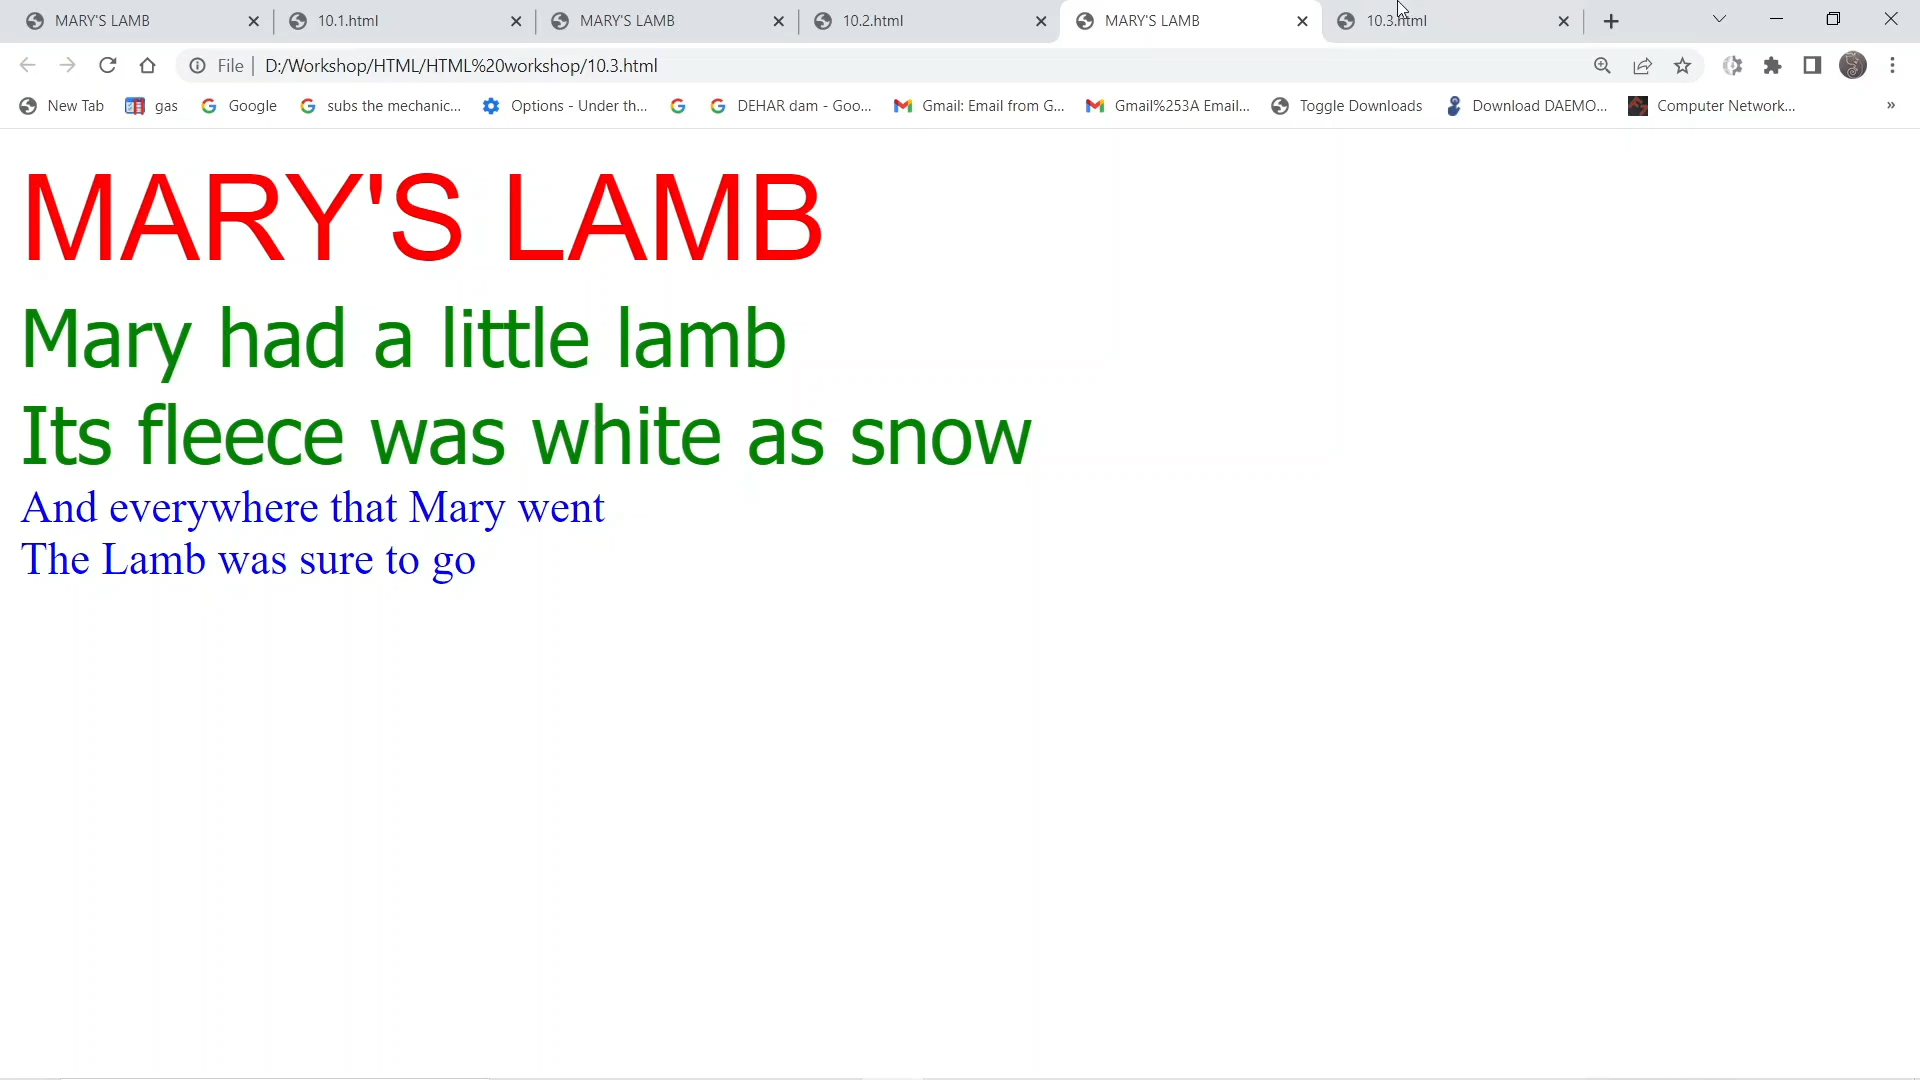 MARY'S LAMB
10.1.html
MARY'S LAMB
10.2.html
MARY'S LAMB
10.3.html
File
D:/Workshop/HTML/HTML%20workshop/10.3.html
New Tab
gas
Google
subs the mechanic...
Options - Under th...
DEHAR dam - Goo...
Gmail: Email from G...
Gmail%253A Email...
Toggle Downloads
Download DAEMO...
Computer Network...
»
MARY'S LAMB
Mary had a little lamb
Its fleece was white as snow
And everywhere that Mary went
The Lamb was sure to go